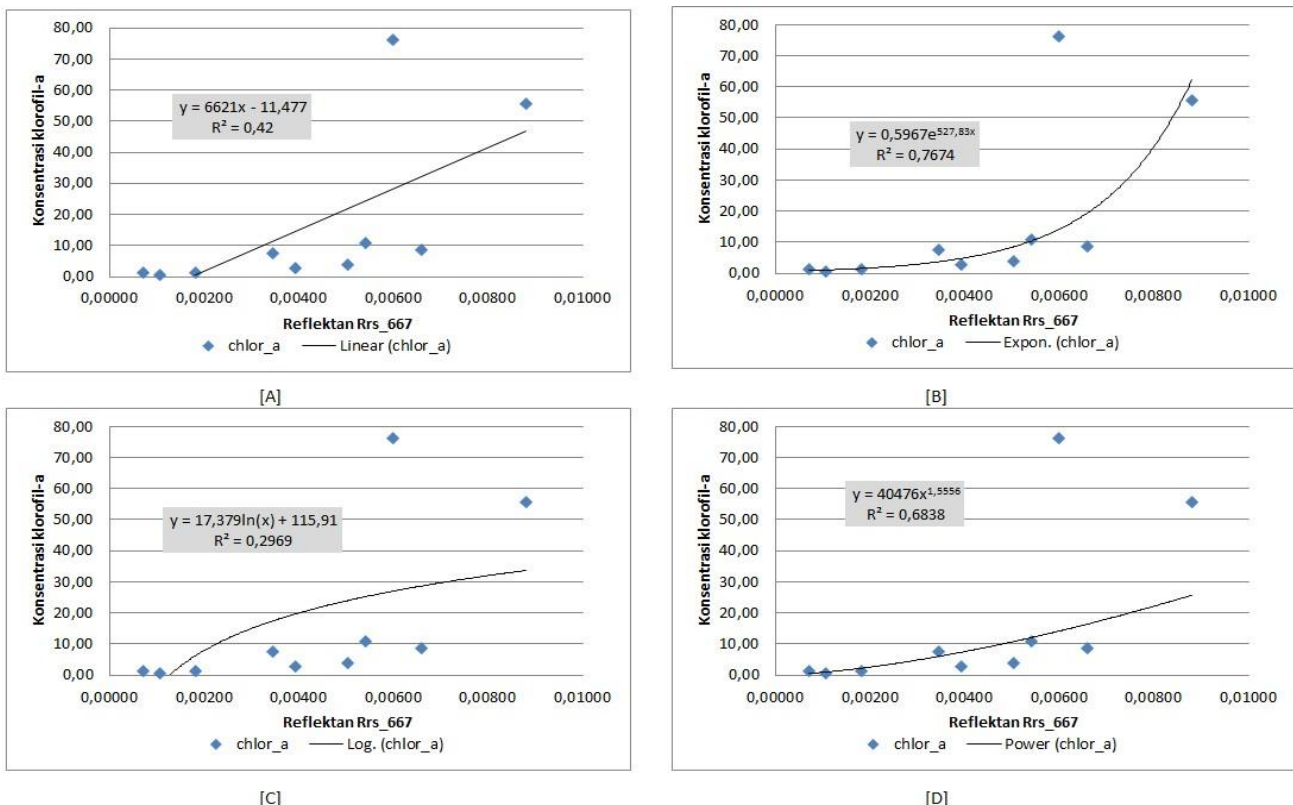 80,00
70,00
60,00
50,00
40,00
30,00
20,00
10,00
0,00
Konsentrasi klorofil-a
y = 6621x - 11,477
R² = 0,42
0,00000 0,00200 0,00400 0,00600 0,00800 0,01000
Reflektan Rrs_667
chlor_a Linear (chlor_a)
[A]
80,00
70,00
60,00
50,00
40,00
30,00
20,00
10,00
0,00
Konsentrasi klorofil-a
y = 0,5967e^527,83x
R² = 0,7674
0,00000 0,00200 0,00400 0,00600 0,00800 0,01000
Reflektan Rrs_667
chlor_a Expon. (chlor_a)
[B]
80,00
70,00
60,00
50,00
40,00
30,00
20,00
10,00
0,00
Konsentrasi klorofil-a
y = 17,379ln(x) + 115,91
R² = 0,2969
0,00000 0,00200 0,00400 0,00600 0,00800 0,01000
Reflektan Rrs_667
chlor_a Log. (chlor_a)
[C]
80,00
70,00
60,00
50,00
40,00
30,00
20,00
10,00
0,00
Konsentrasi klorofil-a
y = 40476x^1,5556
R² = 0,6838
0,00000 0,00200 0,00400 0,00600 0,00800 0,01000
Reflektan Rrs_667
chlor_a Power (chlor_a)
[D]